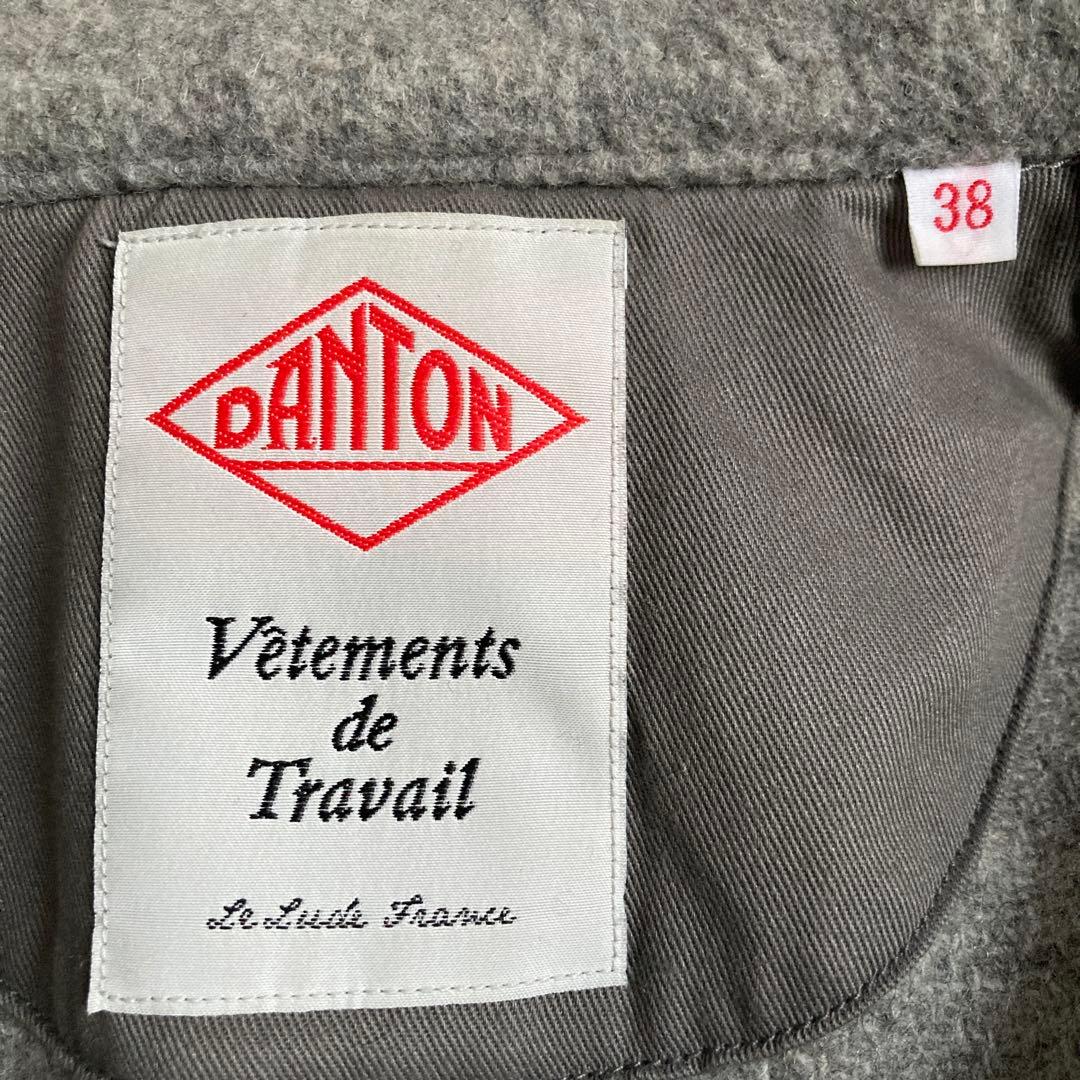 38
DANTON
Vêtements
de
Travail
Le Lude France